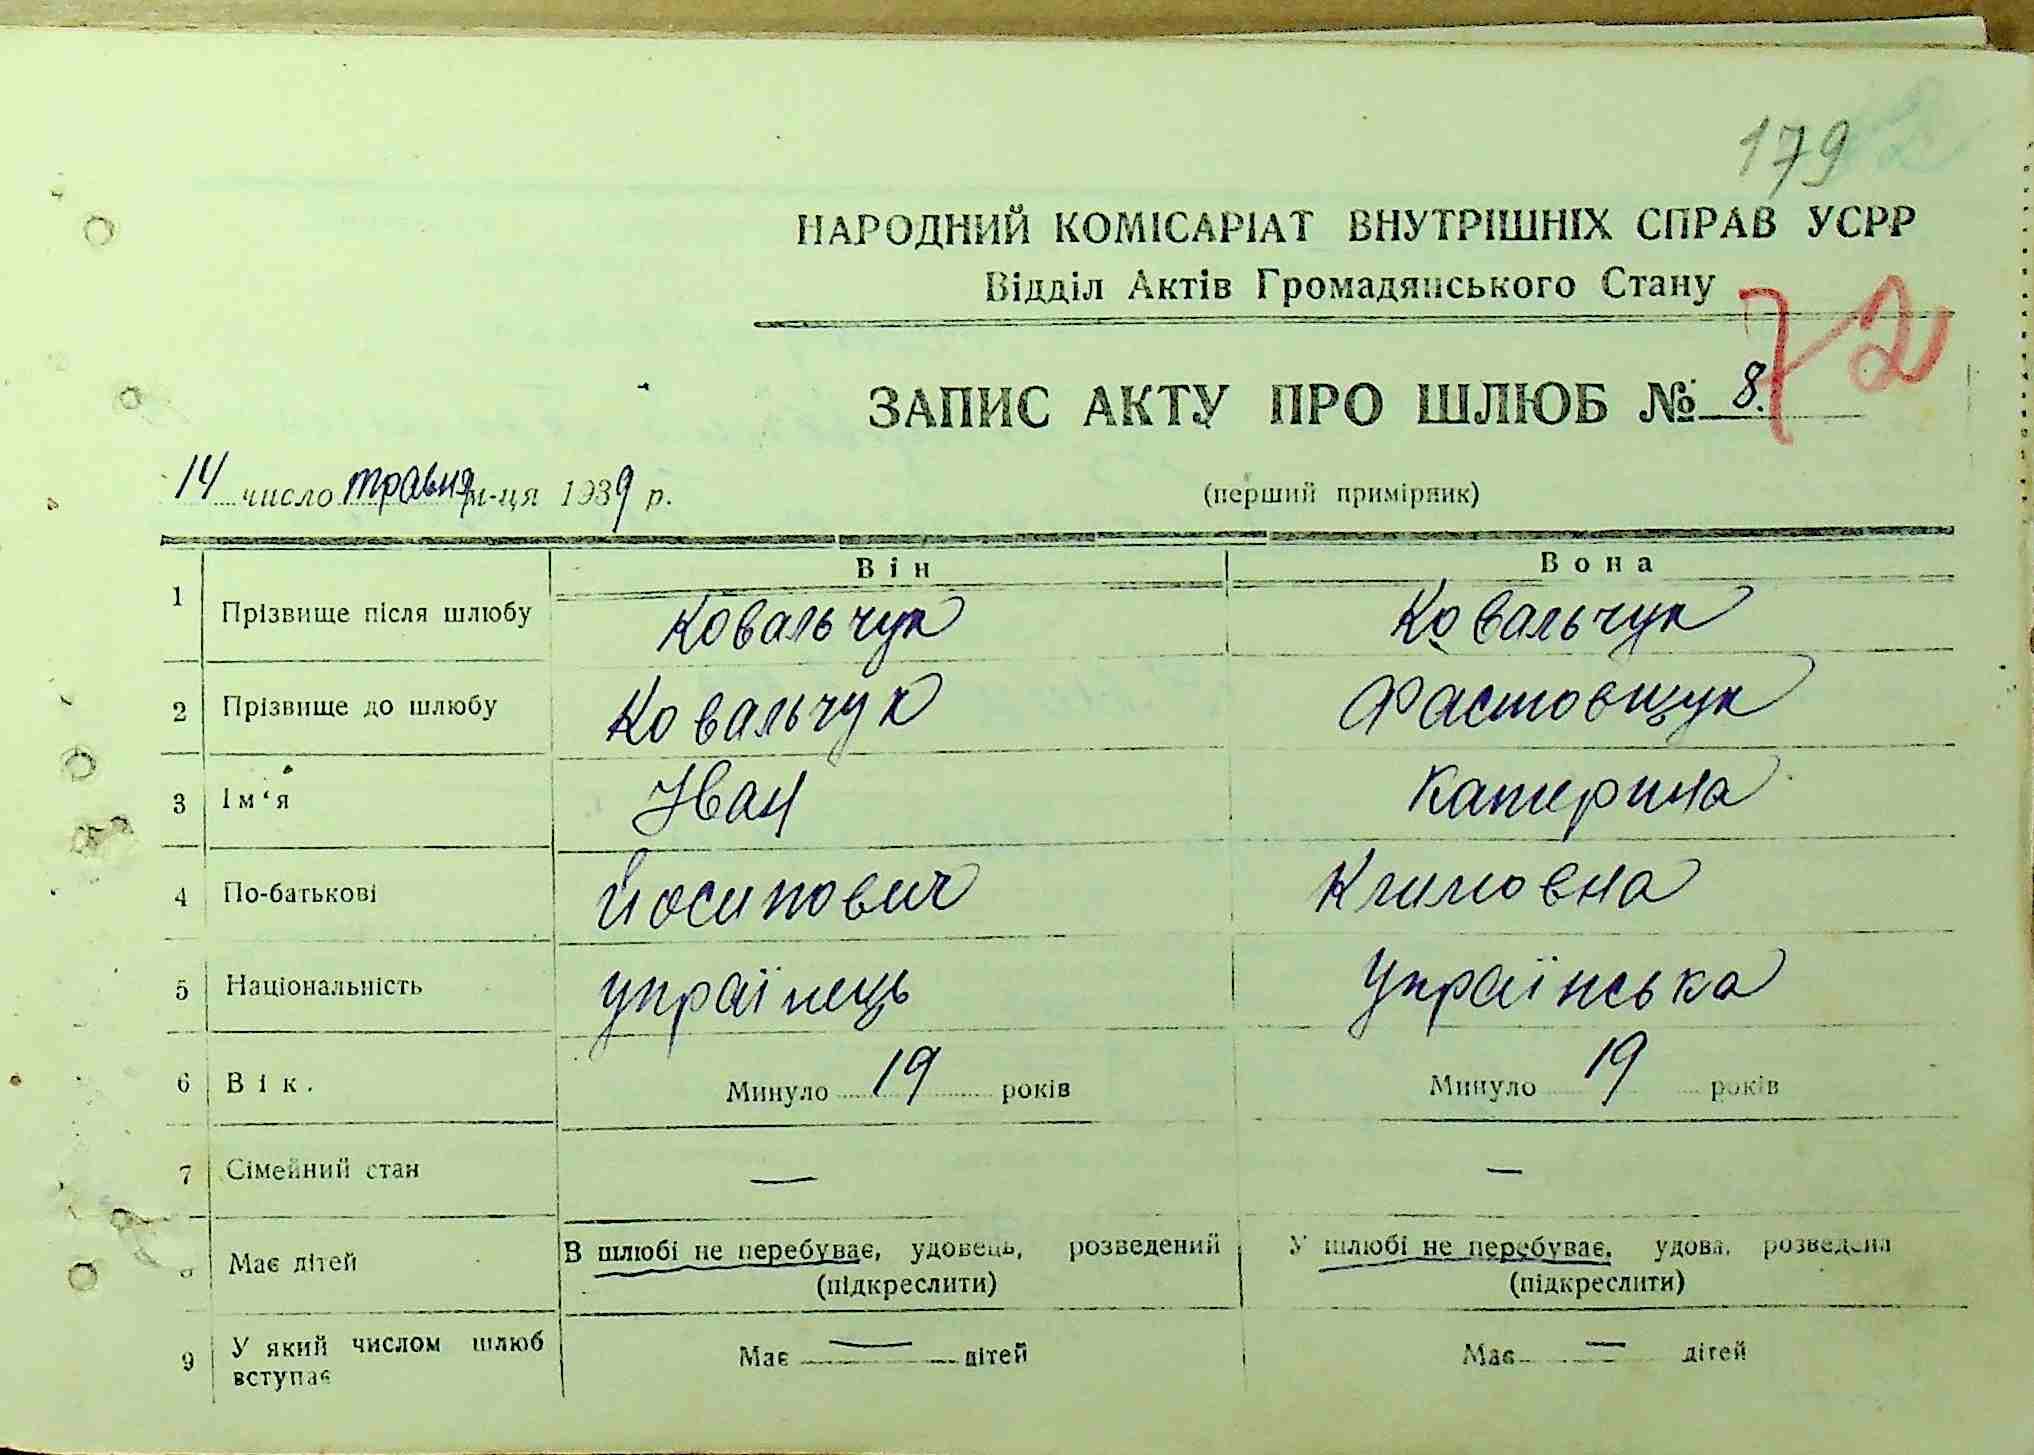 179
НАРОДНИЙ КОМІСАРІАТ ВНУТРІШНІХ СПРАВ УСРР
Відділ Актів Громадянського Стану
72
ЗАПИС АКТУ ПРО ШЛЮБ № 8.
14 число травня м-ця 1939 р. (перший примірник)
Він Вона
1 Прізвище після шлюбу Ковальчук Ковальчук
2 Прізвище до шлюбу Ковальчук Фастовщук
3 Ім‘я Іван Катерина
4 По-батькові Йосипович Климовна
5 Національність українець Українська
6 Вік. Минуло 19 років Минуло 19 років
7 Сімейний стан — —
8 Має дітей В шлюбі не перебуває, удовець, розведений У шлюбі не перебуває, удова, розведена
(підкреслити) (підкреслити)
9 У який числом шлюб вступає Має — дітей Має — дітей